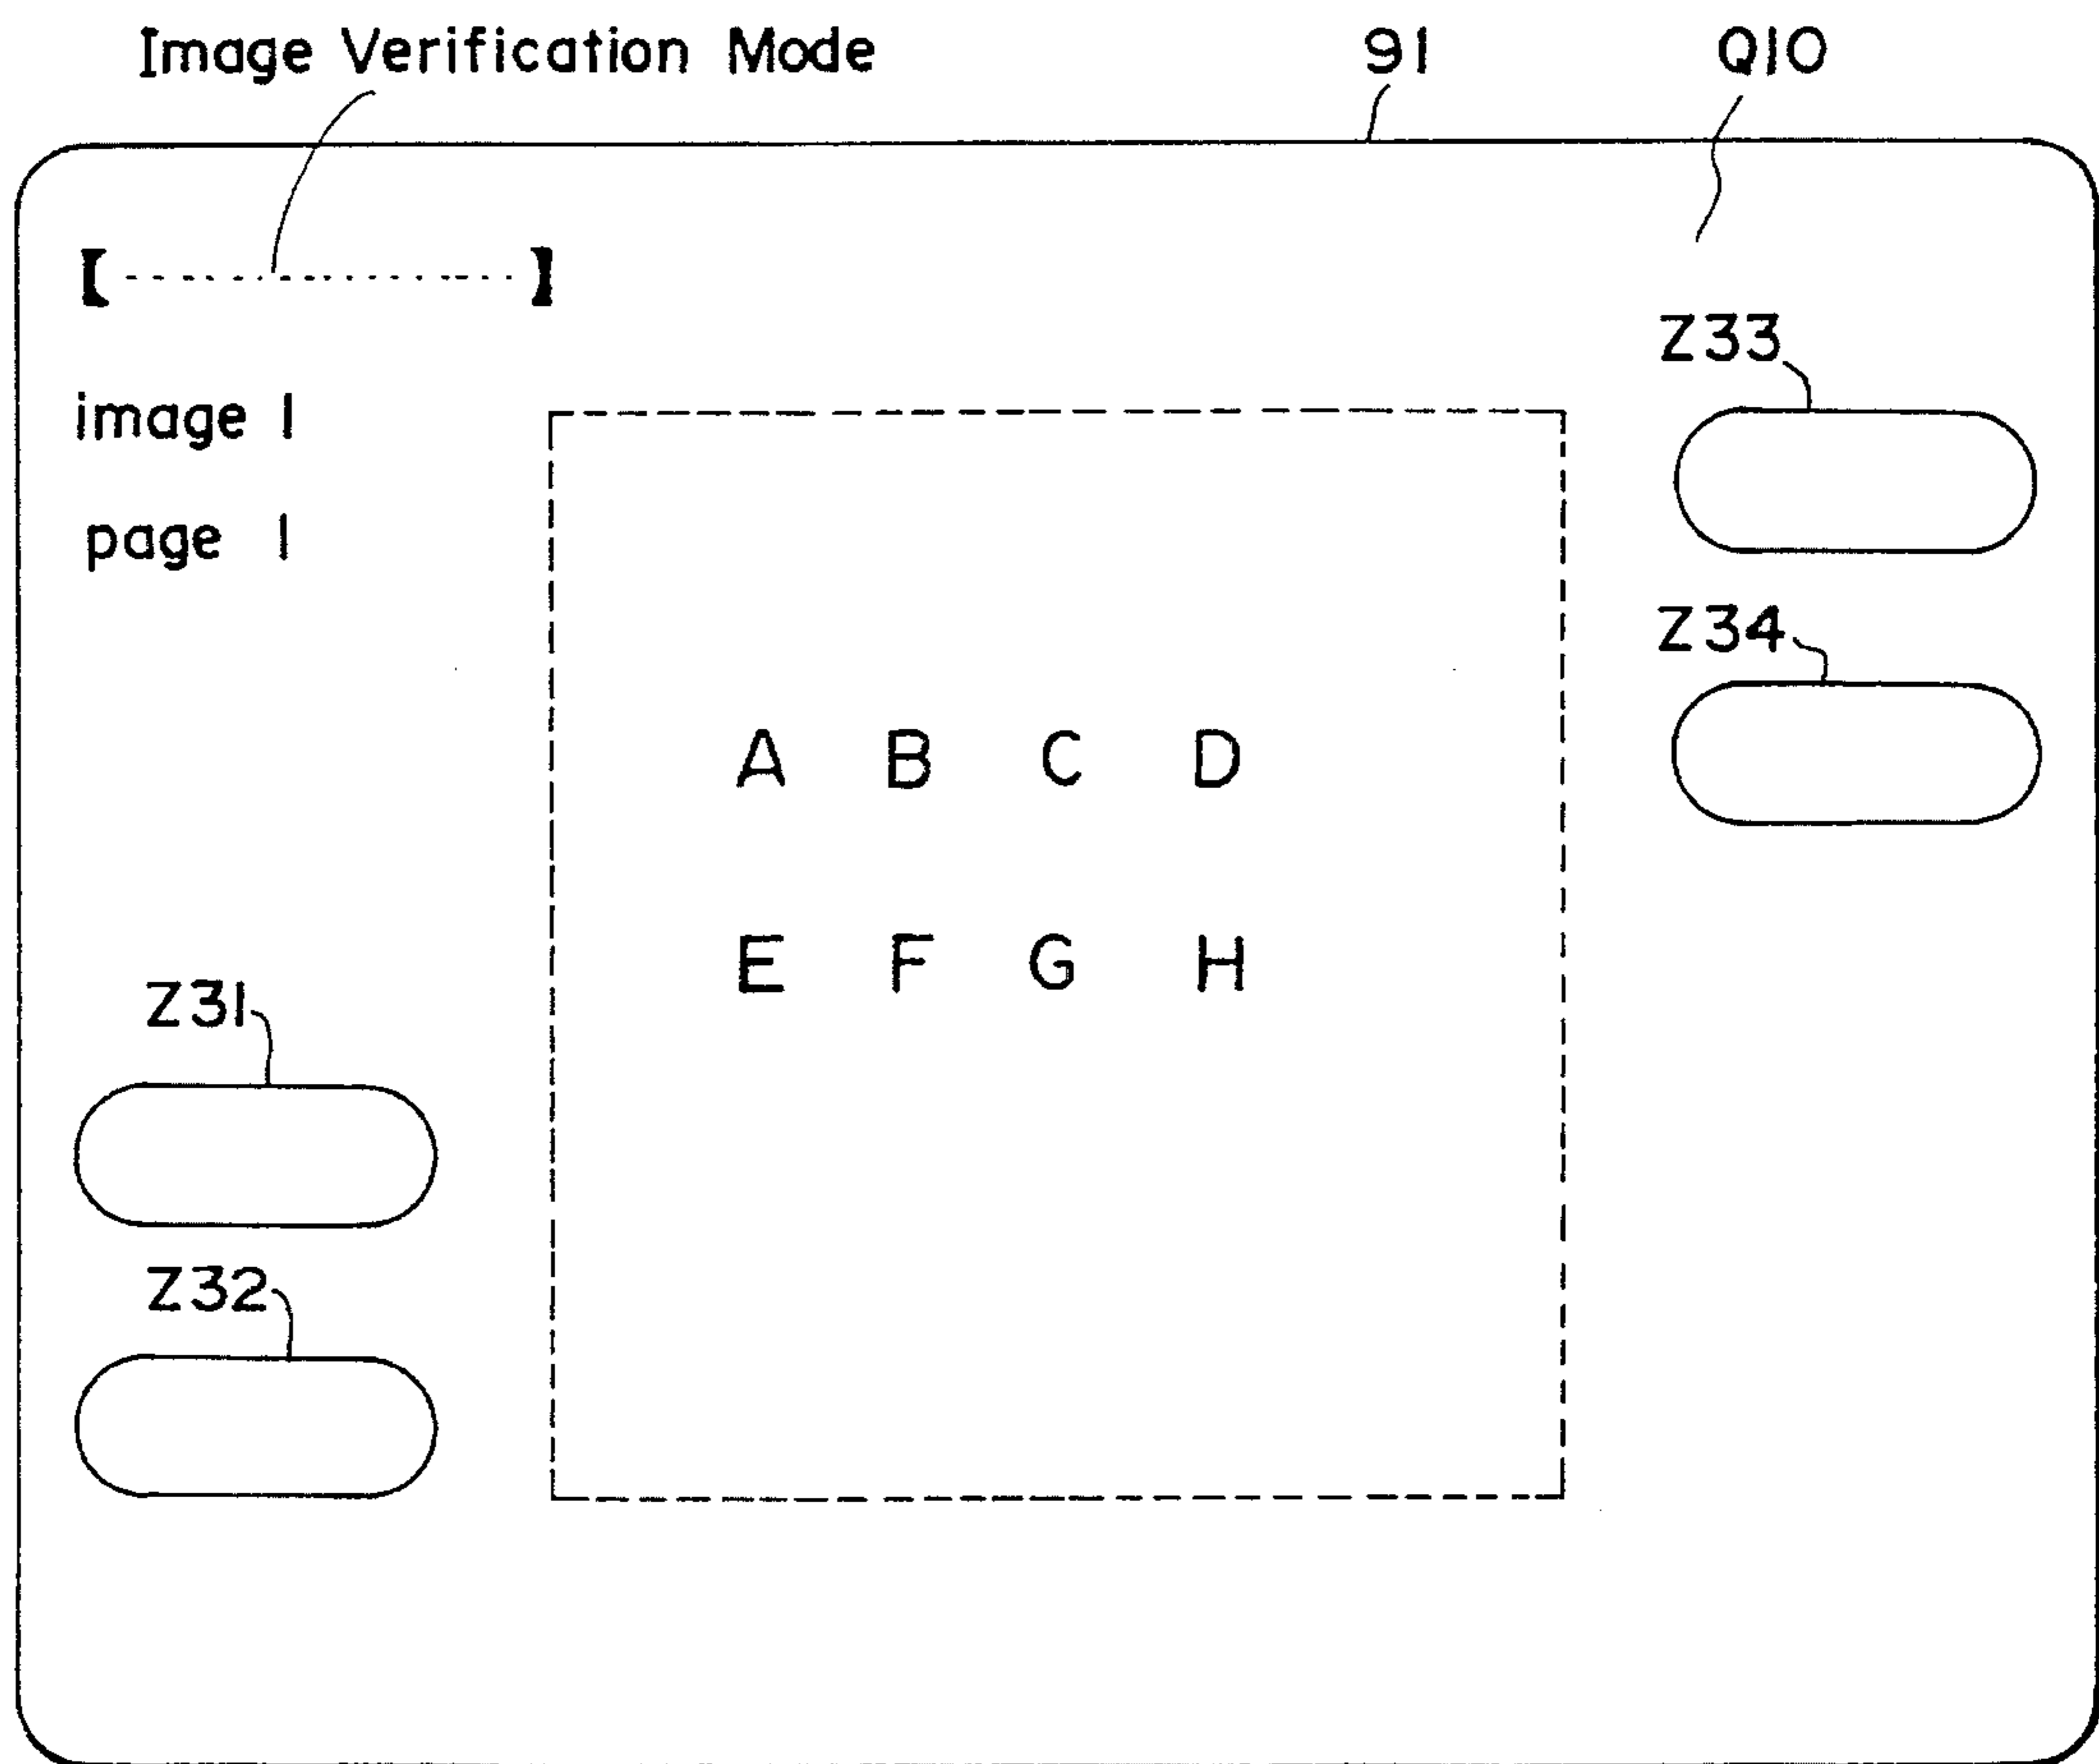 Image Verification Mode
91
Q10
【 】
image 1
page 1
Z33
Z34
A B C D
E F G H
Z31
Z32